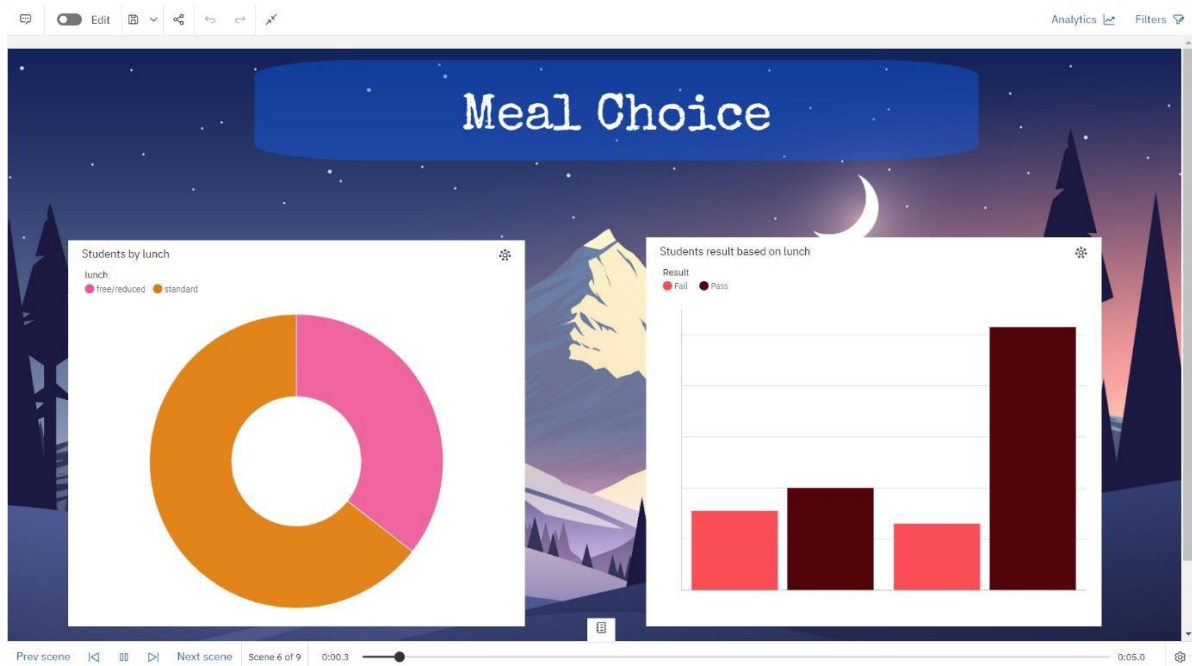 Edit
Analytics
Filters
Meal Choice
Students by lunch
lunch
free/reduced standard
Students result based on lunch
Result
Fail Pass
Prev scene Next scene Scene 6 of 9 0:00.3 0:05.0